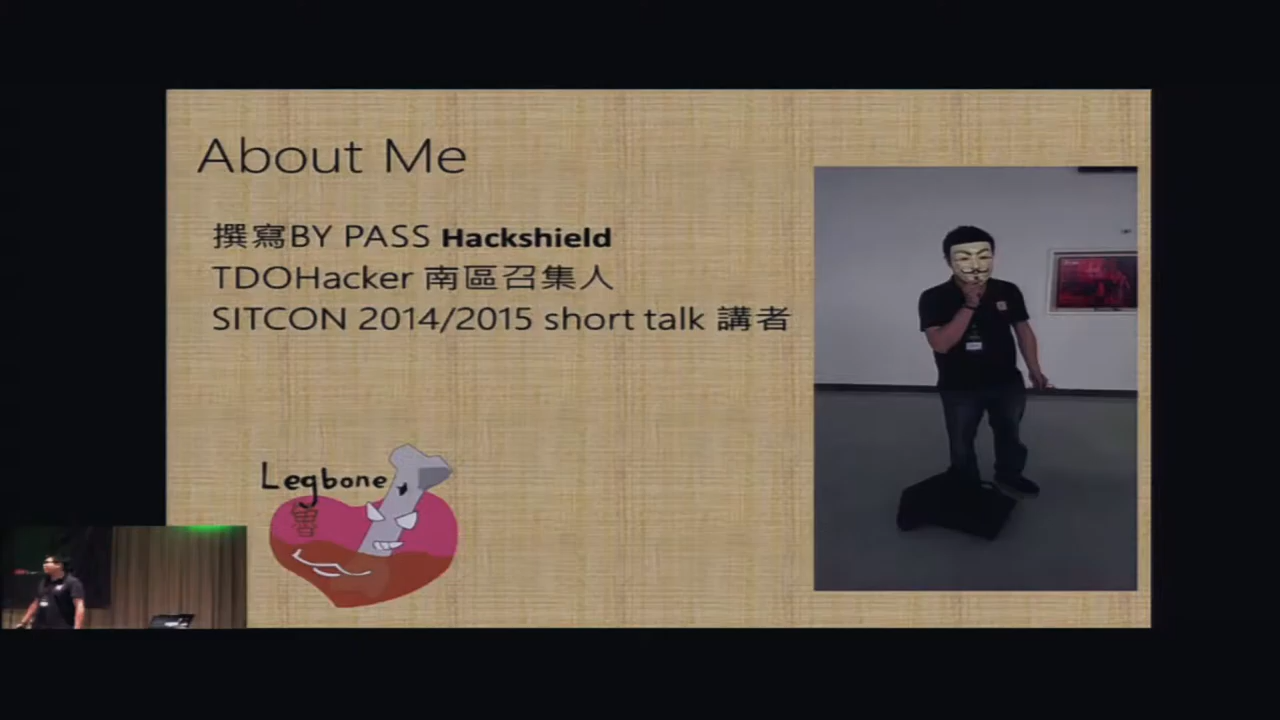 About Me
撰寫BY PASS Hackshield
TDOHacker 南區召集人
SITCON 2014/2015 short talk 講者
Legbone
魯